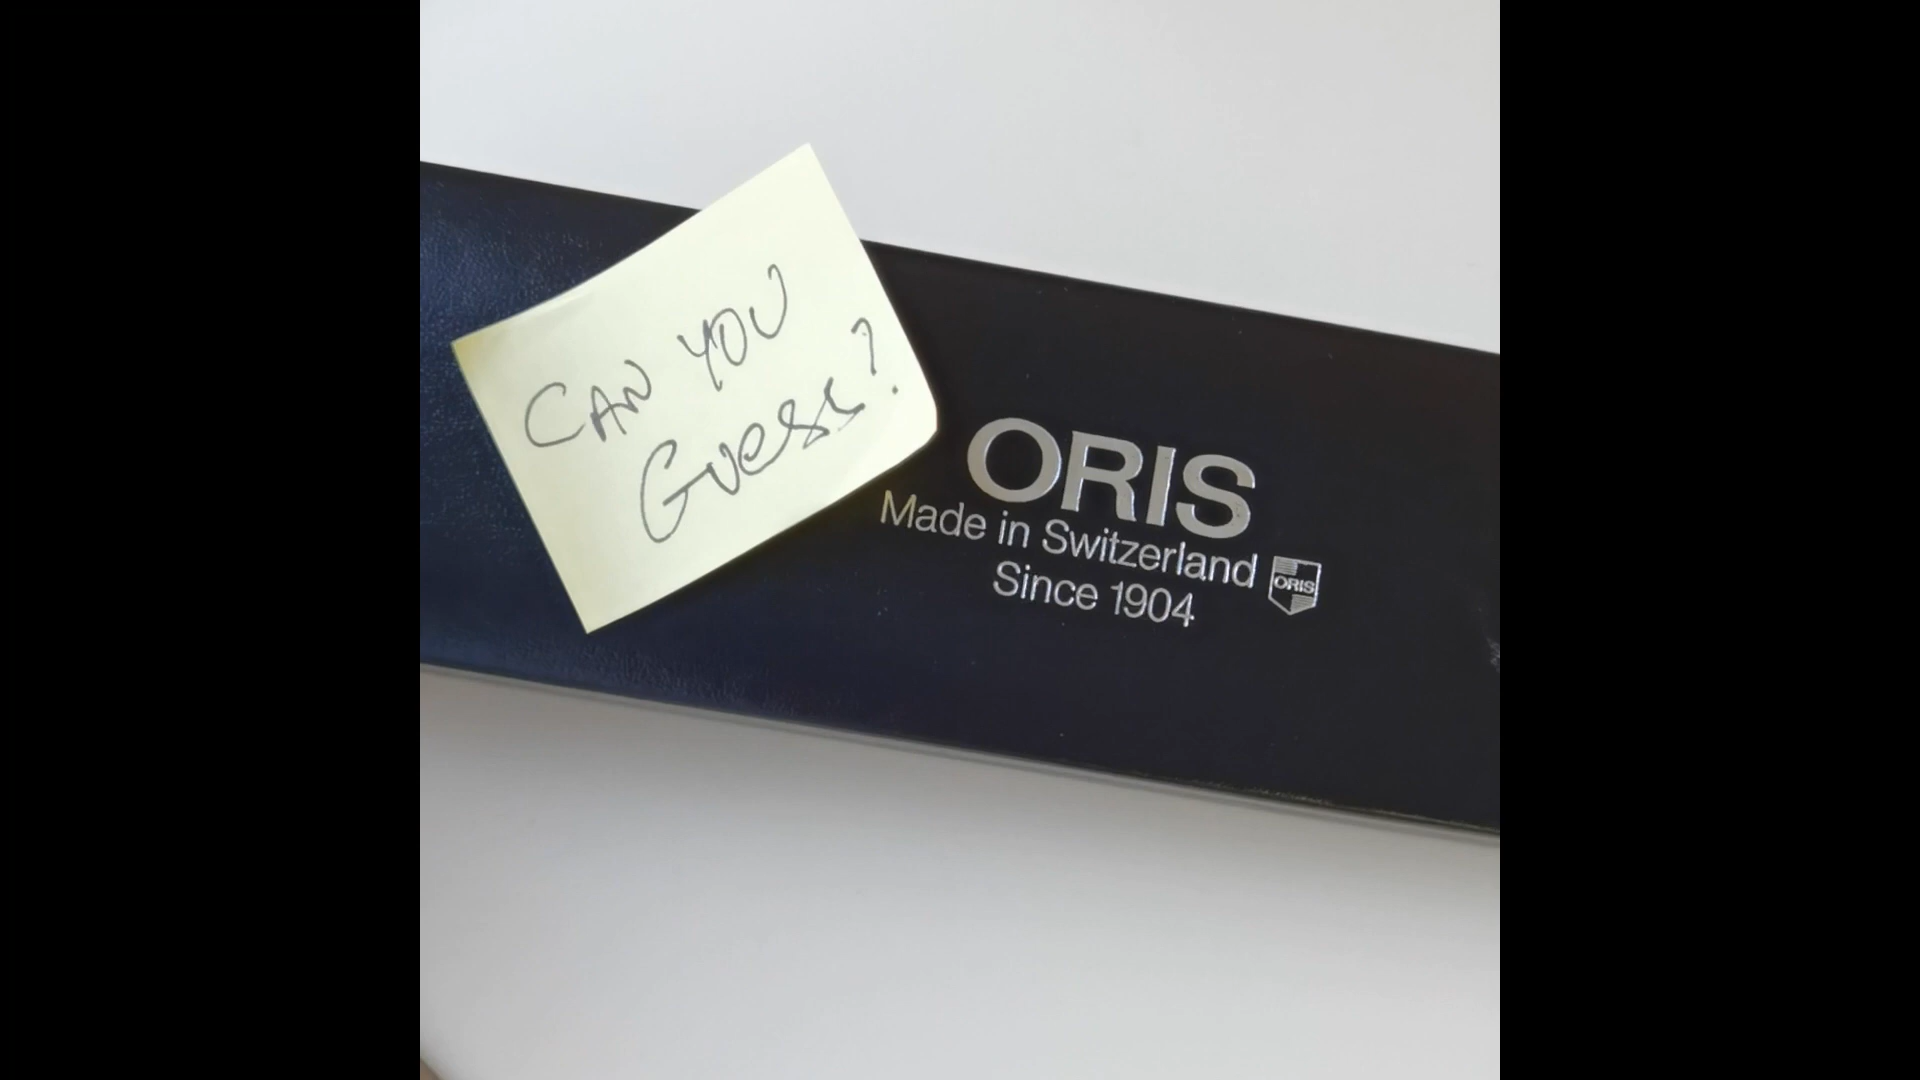 CAN YOU
Guess?
ORIS
Made in Switzerland
ORIS
Since 1904